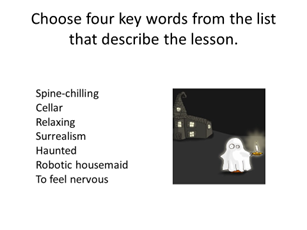 Choose four key words from the list
that describe the lesson.
Spine-chilling
Cellar
Relaxing
Surrealism
Haunted
Robotic housemaid
To feel nervous